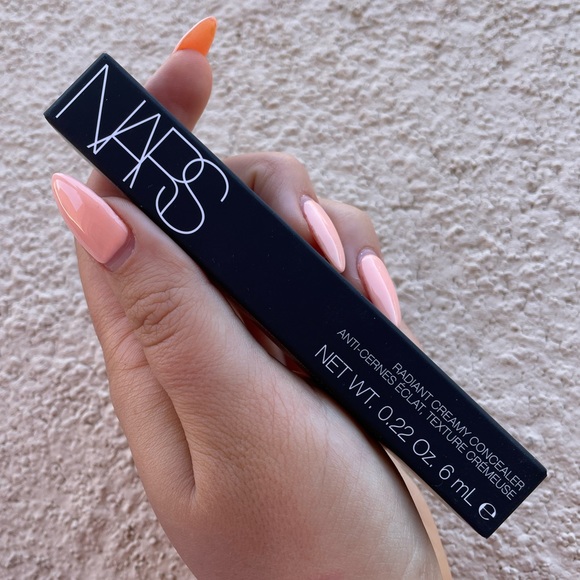 NARS
RADIANT CREAMY CONCEALER
ANTI-CERNES ÉCLAT, TEXTURE CRÉMEUSE
NET WT. 0.22 Oz. 6 mL ℮